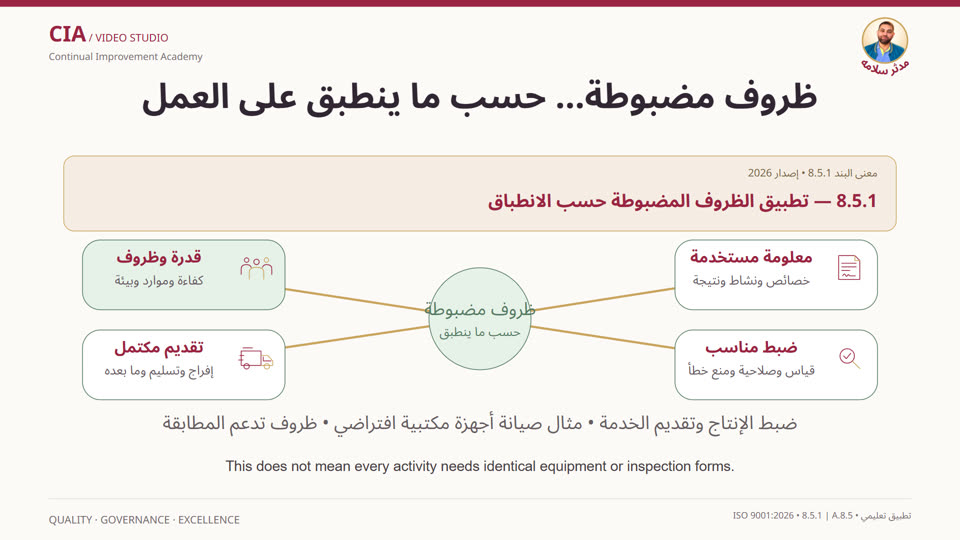 CIA / VIDEO STUDIO
Continual Improvement Academy
مدثر سلامه
ظروف مضبوطة... حسب ما ينطبق على العمل
معنى البند 8.5.1 • إصدار 2026
8.5.1 — تطبيق الظروف المضبوطة حسب الانطباق
معلومة مستخدمة
خصائص ونشاط ونتيجة
قدرة وظروف
كفاءة وموارد وبيئة
ظروف مضبوطة
حسب ما ينطبق
ضبط مناسب
قياس وصلاحية ومنع خطأ
تقديم مكتمل
إفراج وتسليم وما بعده
ضبط الإنتاج وتقديم الخدمة • مثال صيانة أجهزة مكتبية افتراضي • ظروف تدعم المطابقة
This does not mean every activity needs identical equipment or inspection forms.
QUALITY · GOVERNANCE · EXCELLENCE
تطبيق تعليمي • ISO 9001:2026 • 8.5.1 | A.8.5